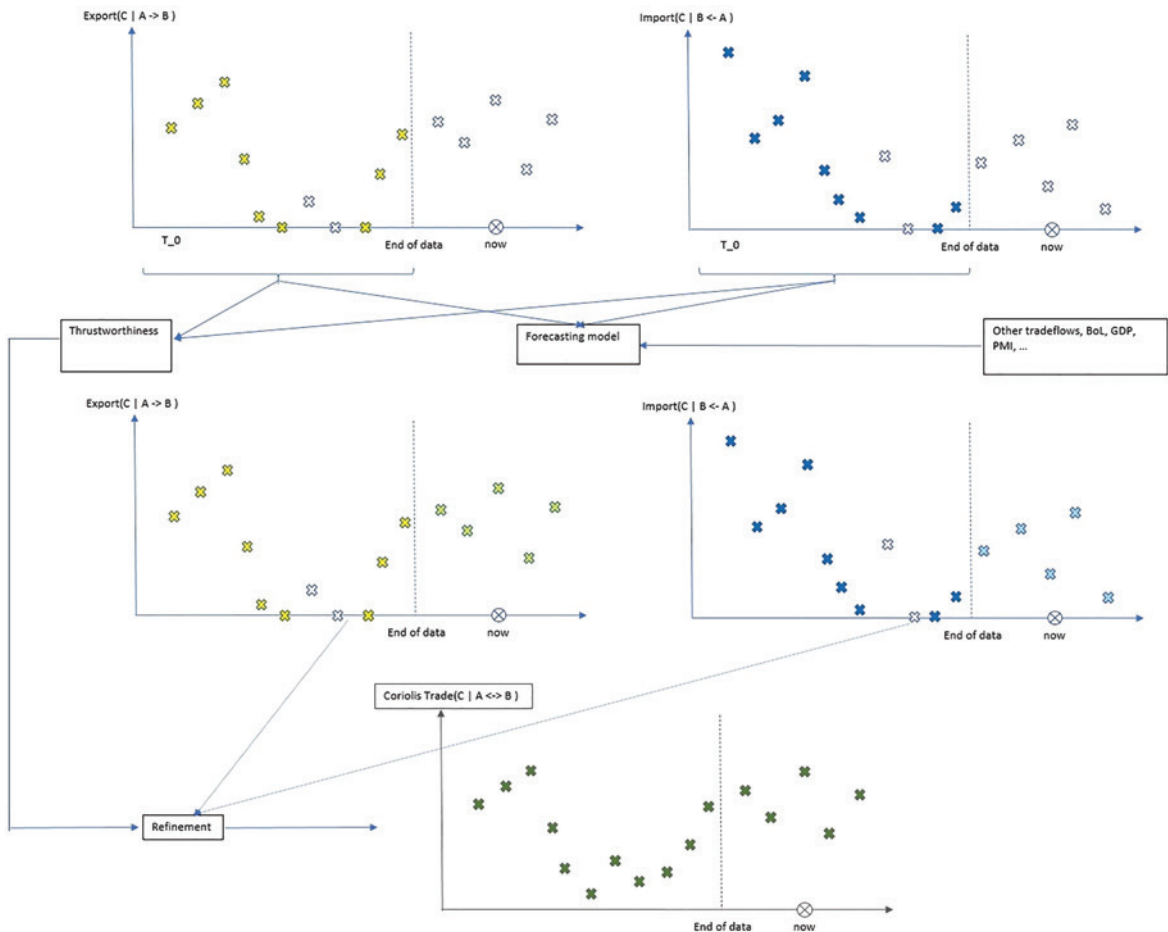 Export(C | A -> B )
Import(C | B <- A )
T_0
End of data
now
T_0
End of data
now
Thrustworthiness
Forecasting model
Other tradeflows, BoL, GDP,
PMI, ...
Export(C | A -> B )
Import(C | B <- A )
End of data
now
End of data
now
Coriolis Trade(C | A <-> B )
Refinement
End of data
now